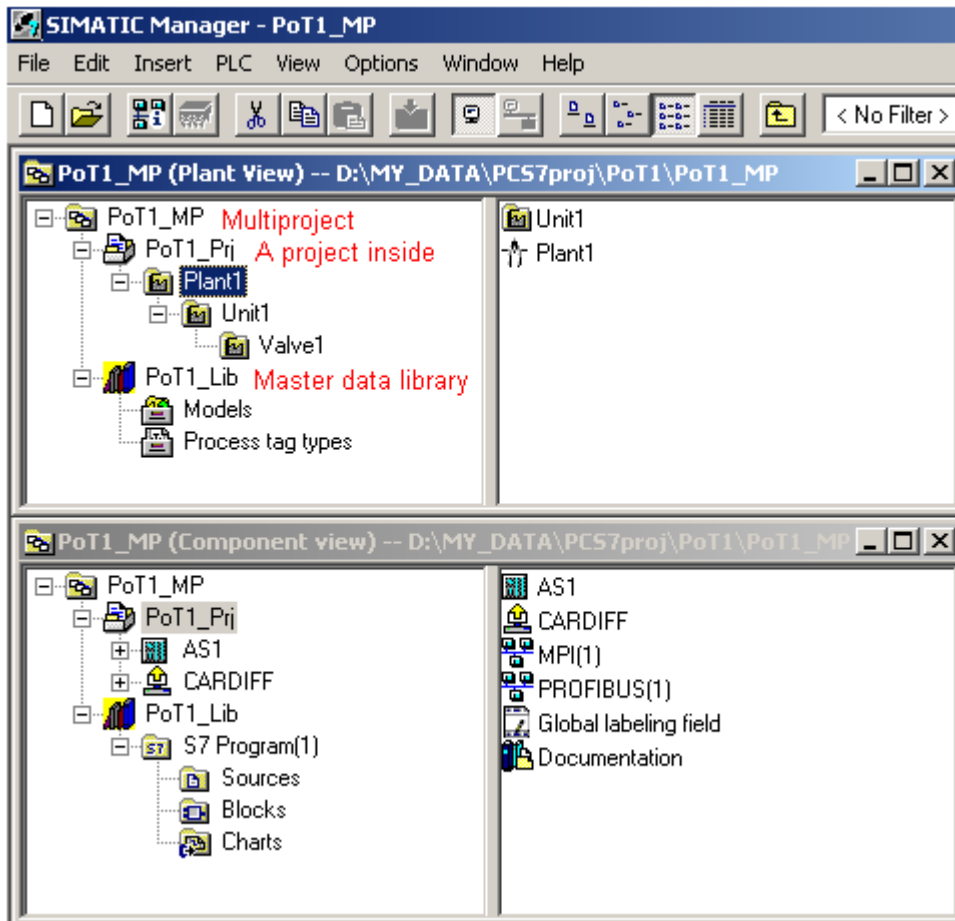 SIMATIC Manager - PoT1_MP
File Edit Insert PLC View Options Window Help
< No Filter >
PoT1_MP (Plant View) -- D:\MY_DATA\PCS7proj\PoT1\PoT1_MP
PoT1_MP Multiproject
PoT1_Prj A project inside
Plant1
Unit1
Valve1
PoT1_Lib Master data library
Models
Process tag types
Unit1
Plant1
PoT1_MP (Component view) -- D:\MY_DATA\PCS7proj\PoT1\PoT1_MP
PoT1_MP
PoT1_Prj
AS1
CARDIFF
PoT1_Lib
S7 Program(1)
Sources
Blocks
Charts
AS1
CARDIFF
MPI(1)
PROFIBUS(1)
Global labeling field
Documentation